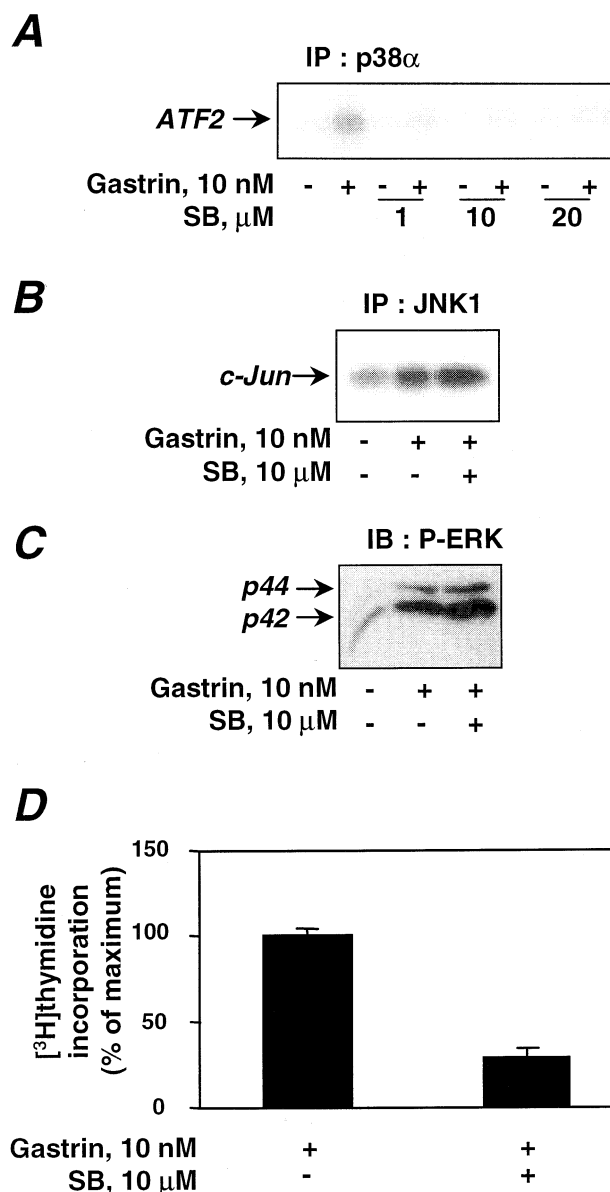 A
IP : p38α
ATF2
Gastrin, 10 nM - + - + - + - +
SB, μM 1 10 20
B
IP : JNK1
c-Jun
Gastrin, 10 nM - + +
SB, 10 μM - - +
C
IB : P-ERK
p44
p42
Gastrin, 10 nM - + +
SB, 10 μM - - +
D
[³H]thymidine
incorporation
(% of maximum)
150
100
50
0
Gastrin, 10 nM + +
SB, 10 μM - +